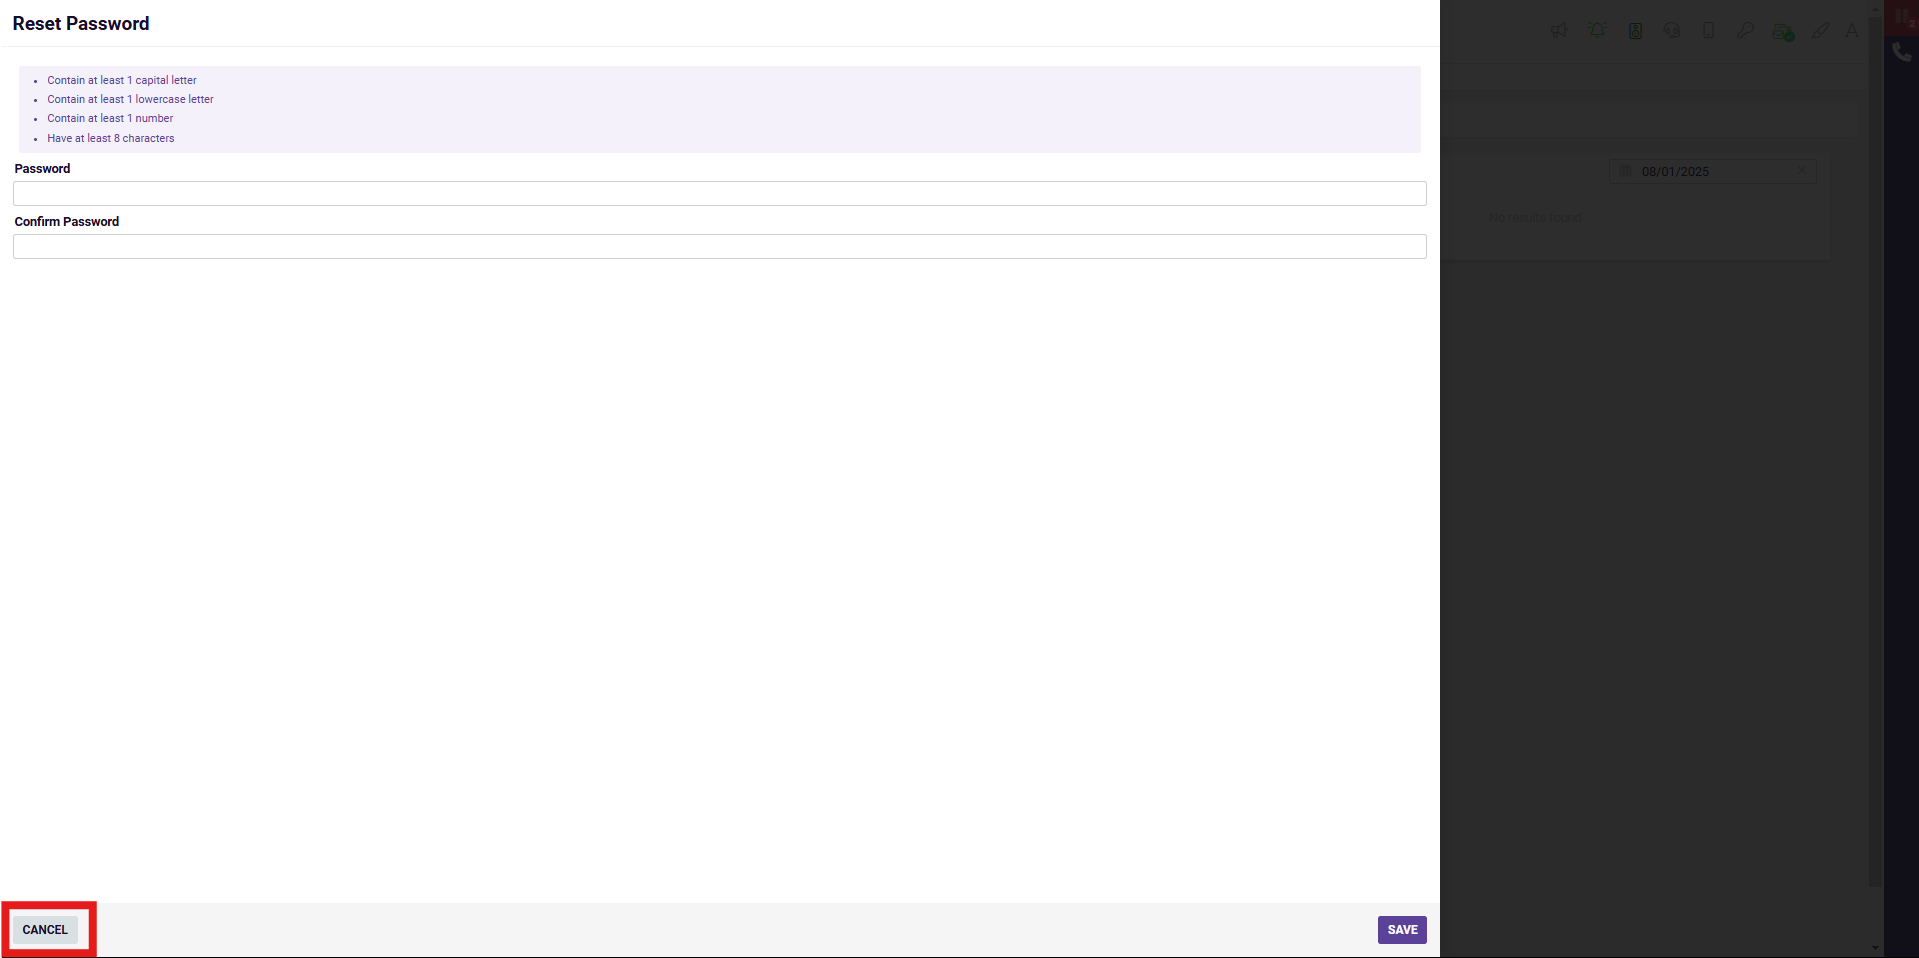 Reset Password
Contain at least 1 capital letter
Contain at least 1 lowercase letter
Contain at least 1 number
Have at least 8 characters
Password
Confirm Password
08/01/2025
No results found
A
2
CANCEL
SAVE